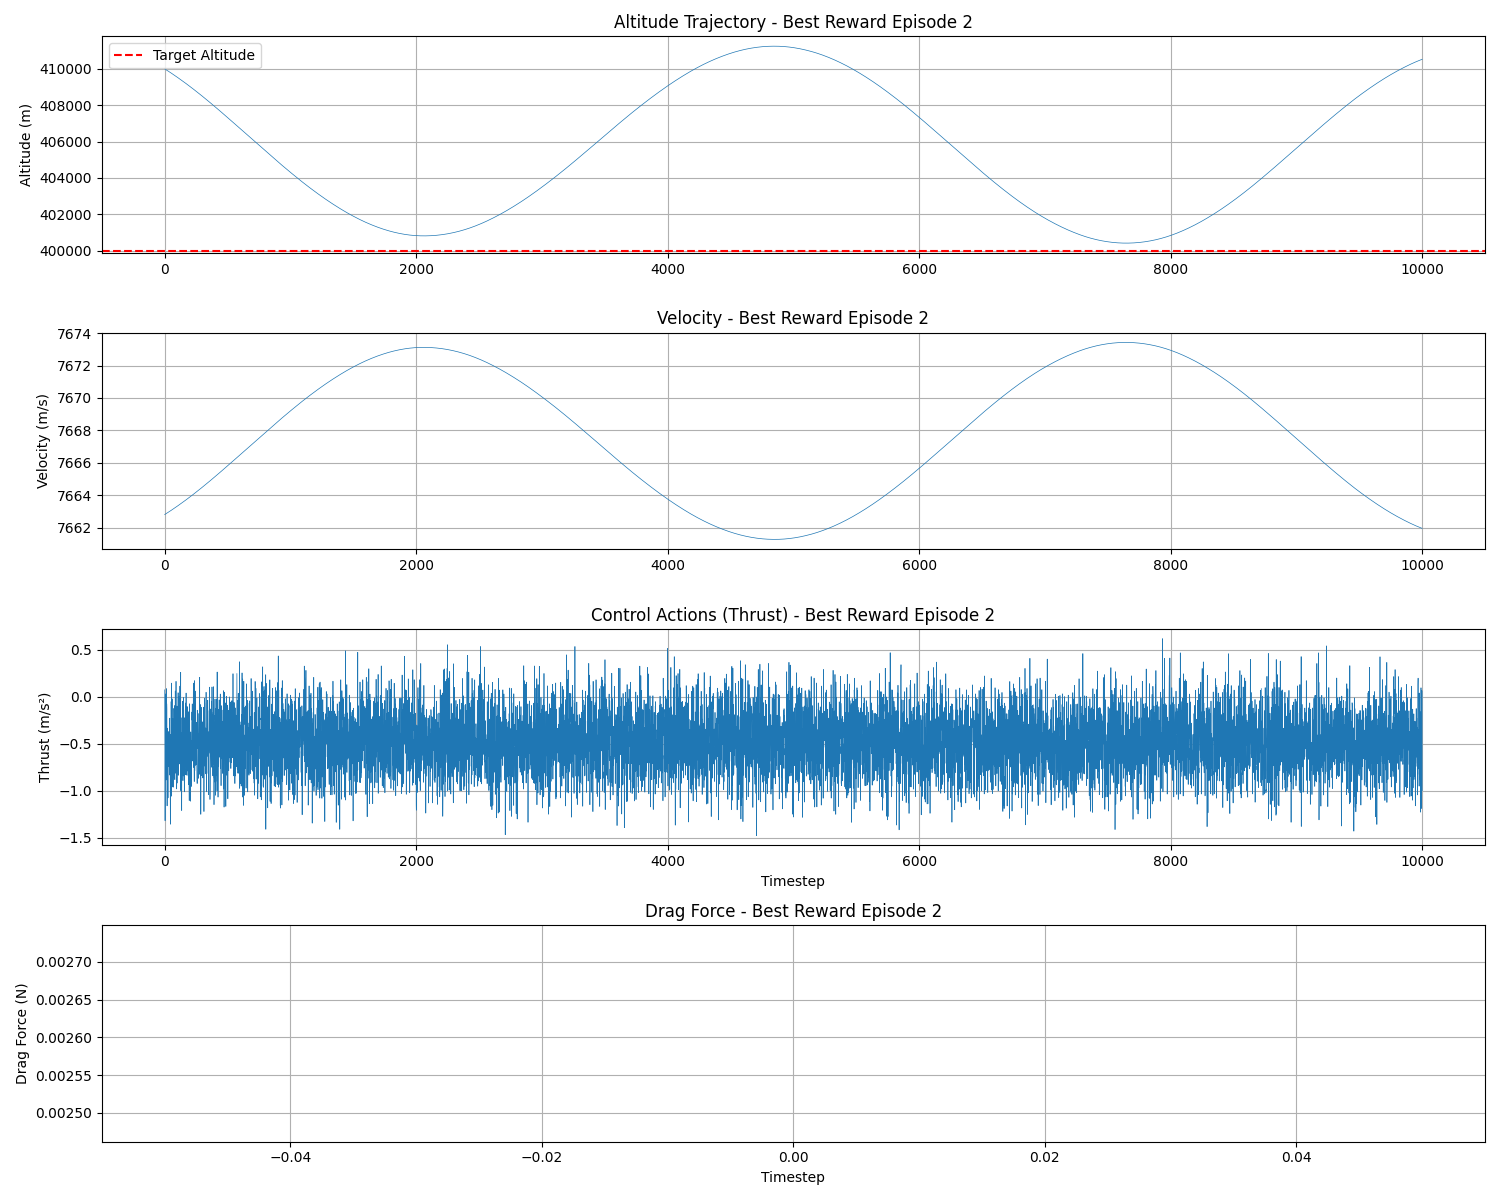 Altitude Trajectory - Best Reward Episode 2
Target Altitude
Altitude (m)
410000
408000
406000
404000
402000
400000
0 2000 4000 6000 8000 10000
Velocity - Best Reward Episode 2
Velocity (m/s)
7674
7672
7670
7668
7666
7664
7662
0 2000 4000 6000 8000 10000
Control Actions (Thrust) - Best Reward Episode 2
Thrust (m/s²)
0.5
0.0
−0.5
−1.0
−1.5
0 2000 4000 6000 8000 10000
Timestep
Drag Force - Best Reward Episode 2
Drag Force (N)
0.00270
0.00265
0.00260
0.00255
0.00250
−0.04 −0.02 0.00 0.02 0.04
Timestep